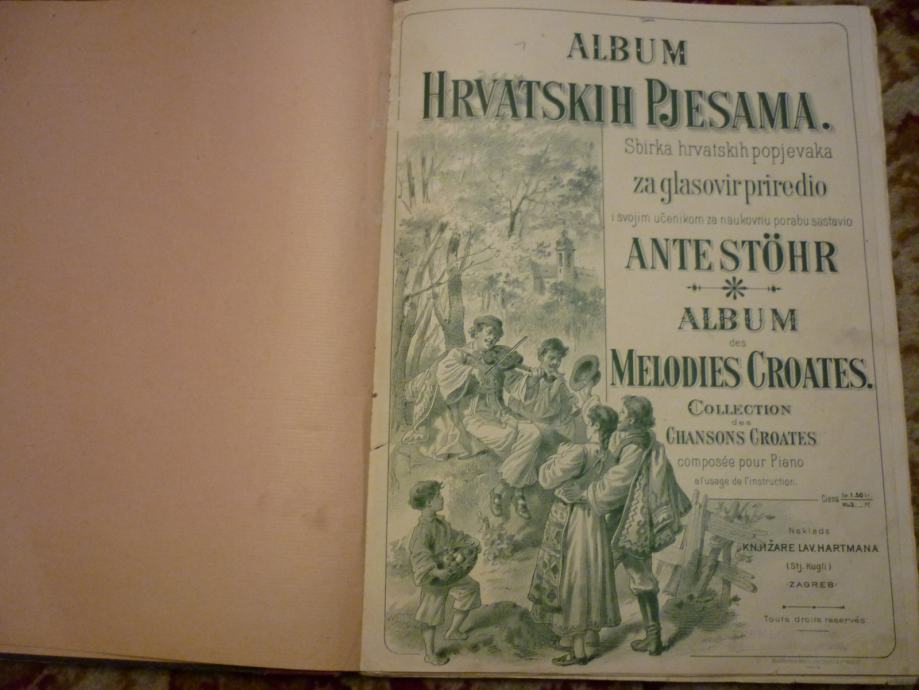 ALBUM
HRVATSKIH PJESAMA.
Sbirka hrvatskih popjevaka
za glasovir priredio
i svojim učenikom za naukovnu porabu sastavio
ANTE STÖHR
ALBUM
des
MELODIES CROATES.
COLLECTION
des
CHANSONS CROATES
composée pour Piano
a l'usage de l'instruction.
Ciena
Naklada
KNJIŽARE LAV. HARTMANA
(Stj. Kugli)
ZAGREB
Touts droits reservés